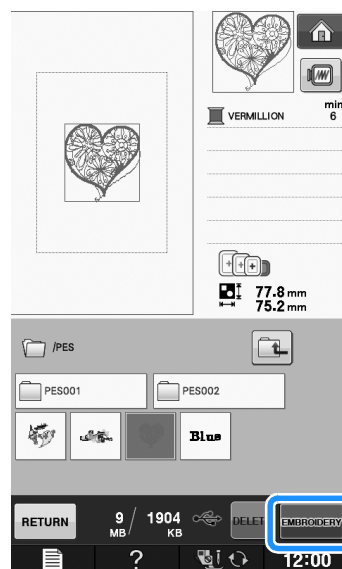 min
VERMILLION 6
77.8 mm
75.2 mm
/PES
PES001 PES002
Blue
RETURN 9 MB / 1904 KB DELET EMBROIDERY
? 12:00